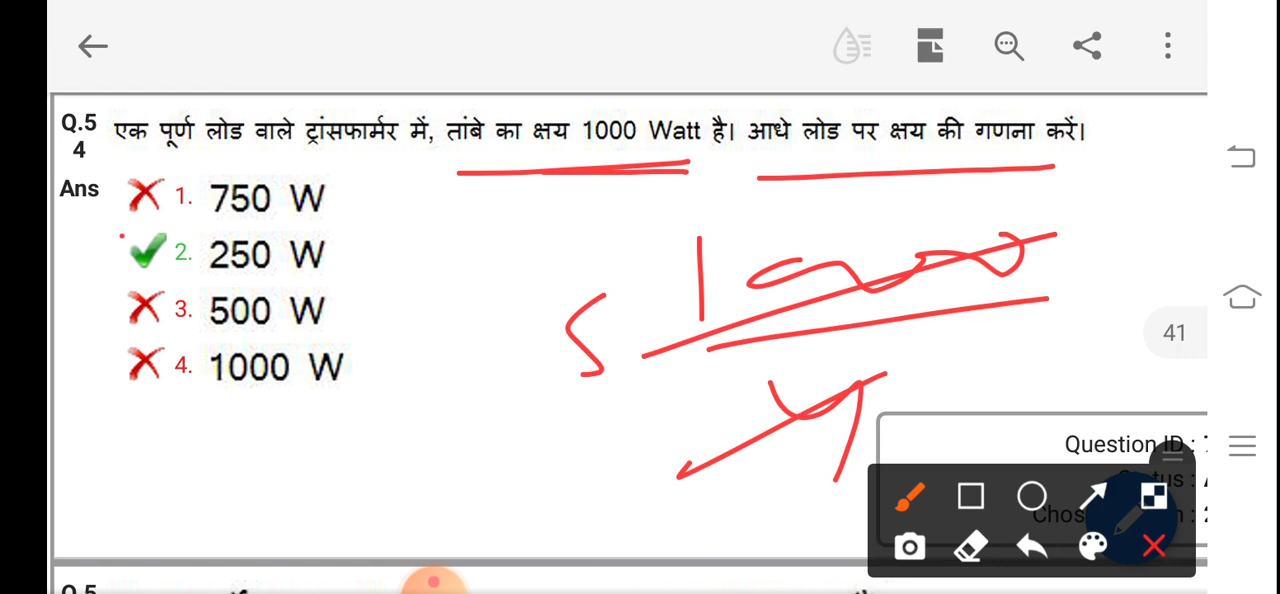 Q.5 एक पूर्ण लोड वाले ट्रांसफार्मर में, तांबे का क्षय 1000 Watt है। आधे लोड पर क्षय की गणना करें।
4
Ans 1. 750 W
2. 250 W
3. 500 W
4. 1000 W
1000
4
41
Question ID :
Chos